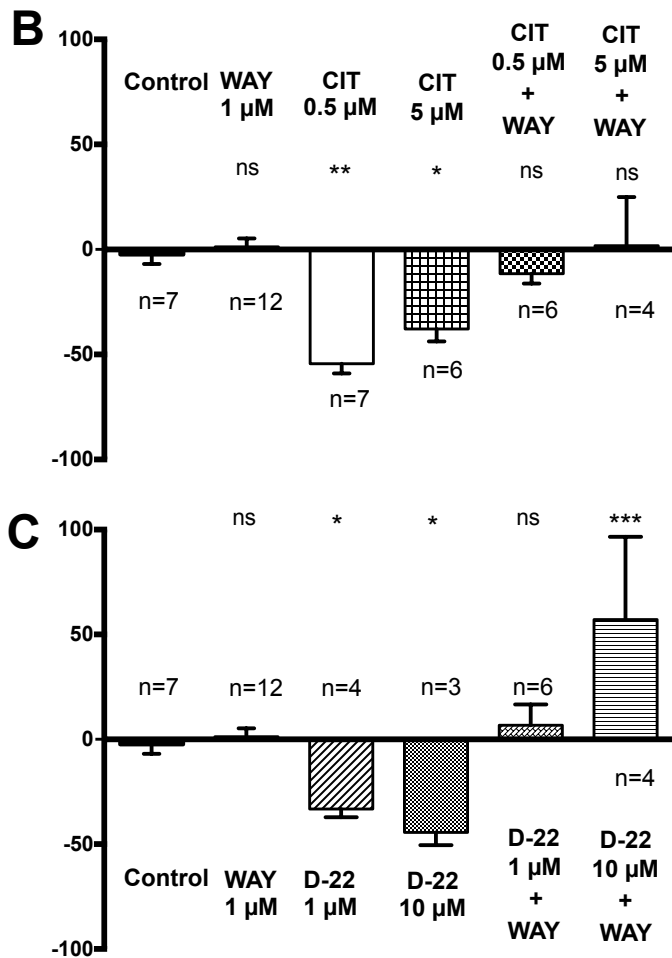 B
100
50
0
-50
-100
Control
WAY
1 µM
CIT
0.5 µM
CIT
5 µM
CIT
0.5 µM
+
WAY
CIT
5 µM
+
WAY
ns
**
*
ns
ns
n=7
n=12
n=7
n=6
n=6
n=4
C
100
50
0
-50
-100
ns
*
*
ns
***
n=7
n=12
n=4
n=3
n=6
n=4
Control
WAY
1 µM
D-22
1 µM
D-22
10 µM
D-22
1 µM
+
WAY
D-22
10 µM
+
WAY